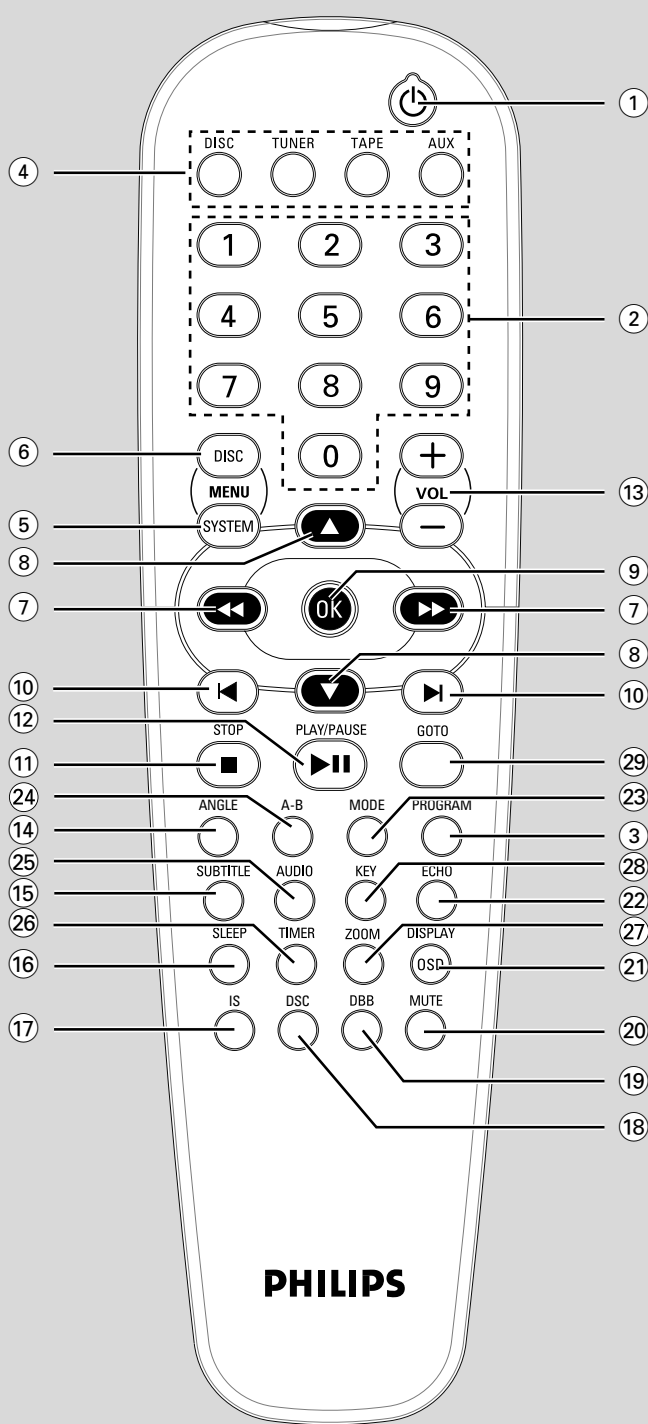 ①
DISC TUNER TAPE AUX
④
1 2 3
4 5 6
②
7 8 9
⑥ DISC 0 +
MENU VOL ⑬
⑤ SYSTEM −
⑧ ▲
⑨
⑦ ◀◀ OK ▶▶ ⑦
⑧
⑩ ▼ ⑩
⑫
STOP PLAY/PAUSE GOTO
⑪ ㉙
㉔ ㉓
ANGLE A-B MODE PROGRAM
⑭ ③
㉕ ㉘
SUBTITLE AUDIO KEY ECHO
⑮ ㉒
㉖ ㉗
SLEEP TIMER ZOOM DISPLAY
⑯ OSD ㉑
IS DSC DBB MUTE
⑰ ⑳
⑲
⑱
PHILIPS